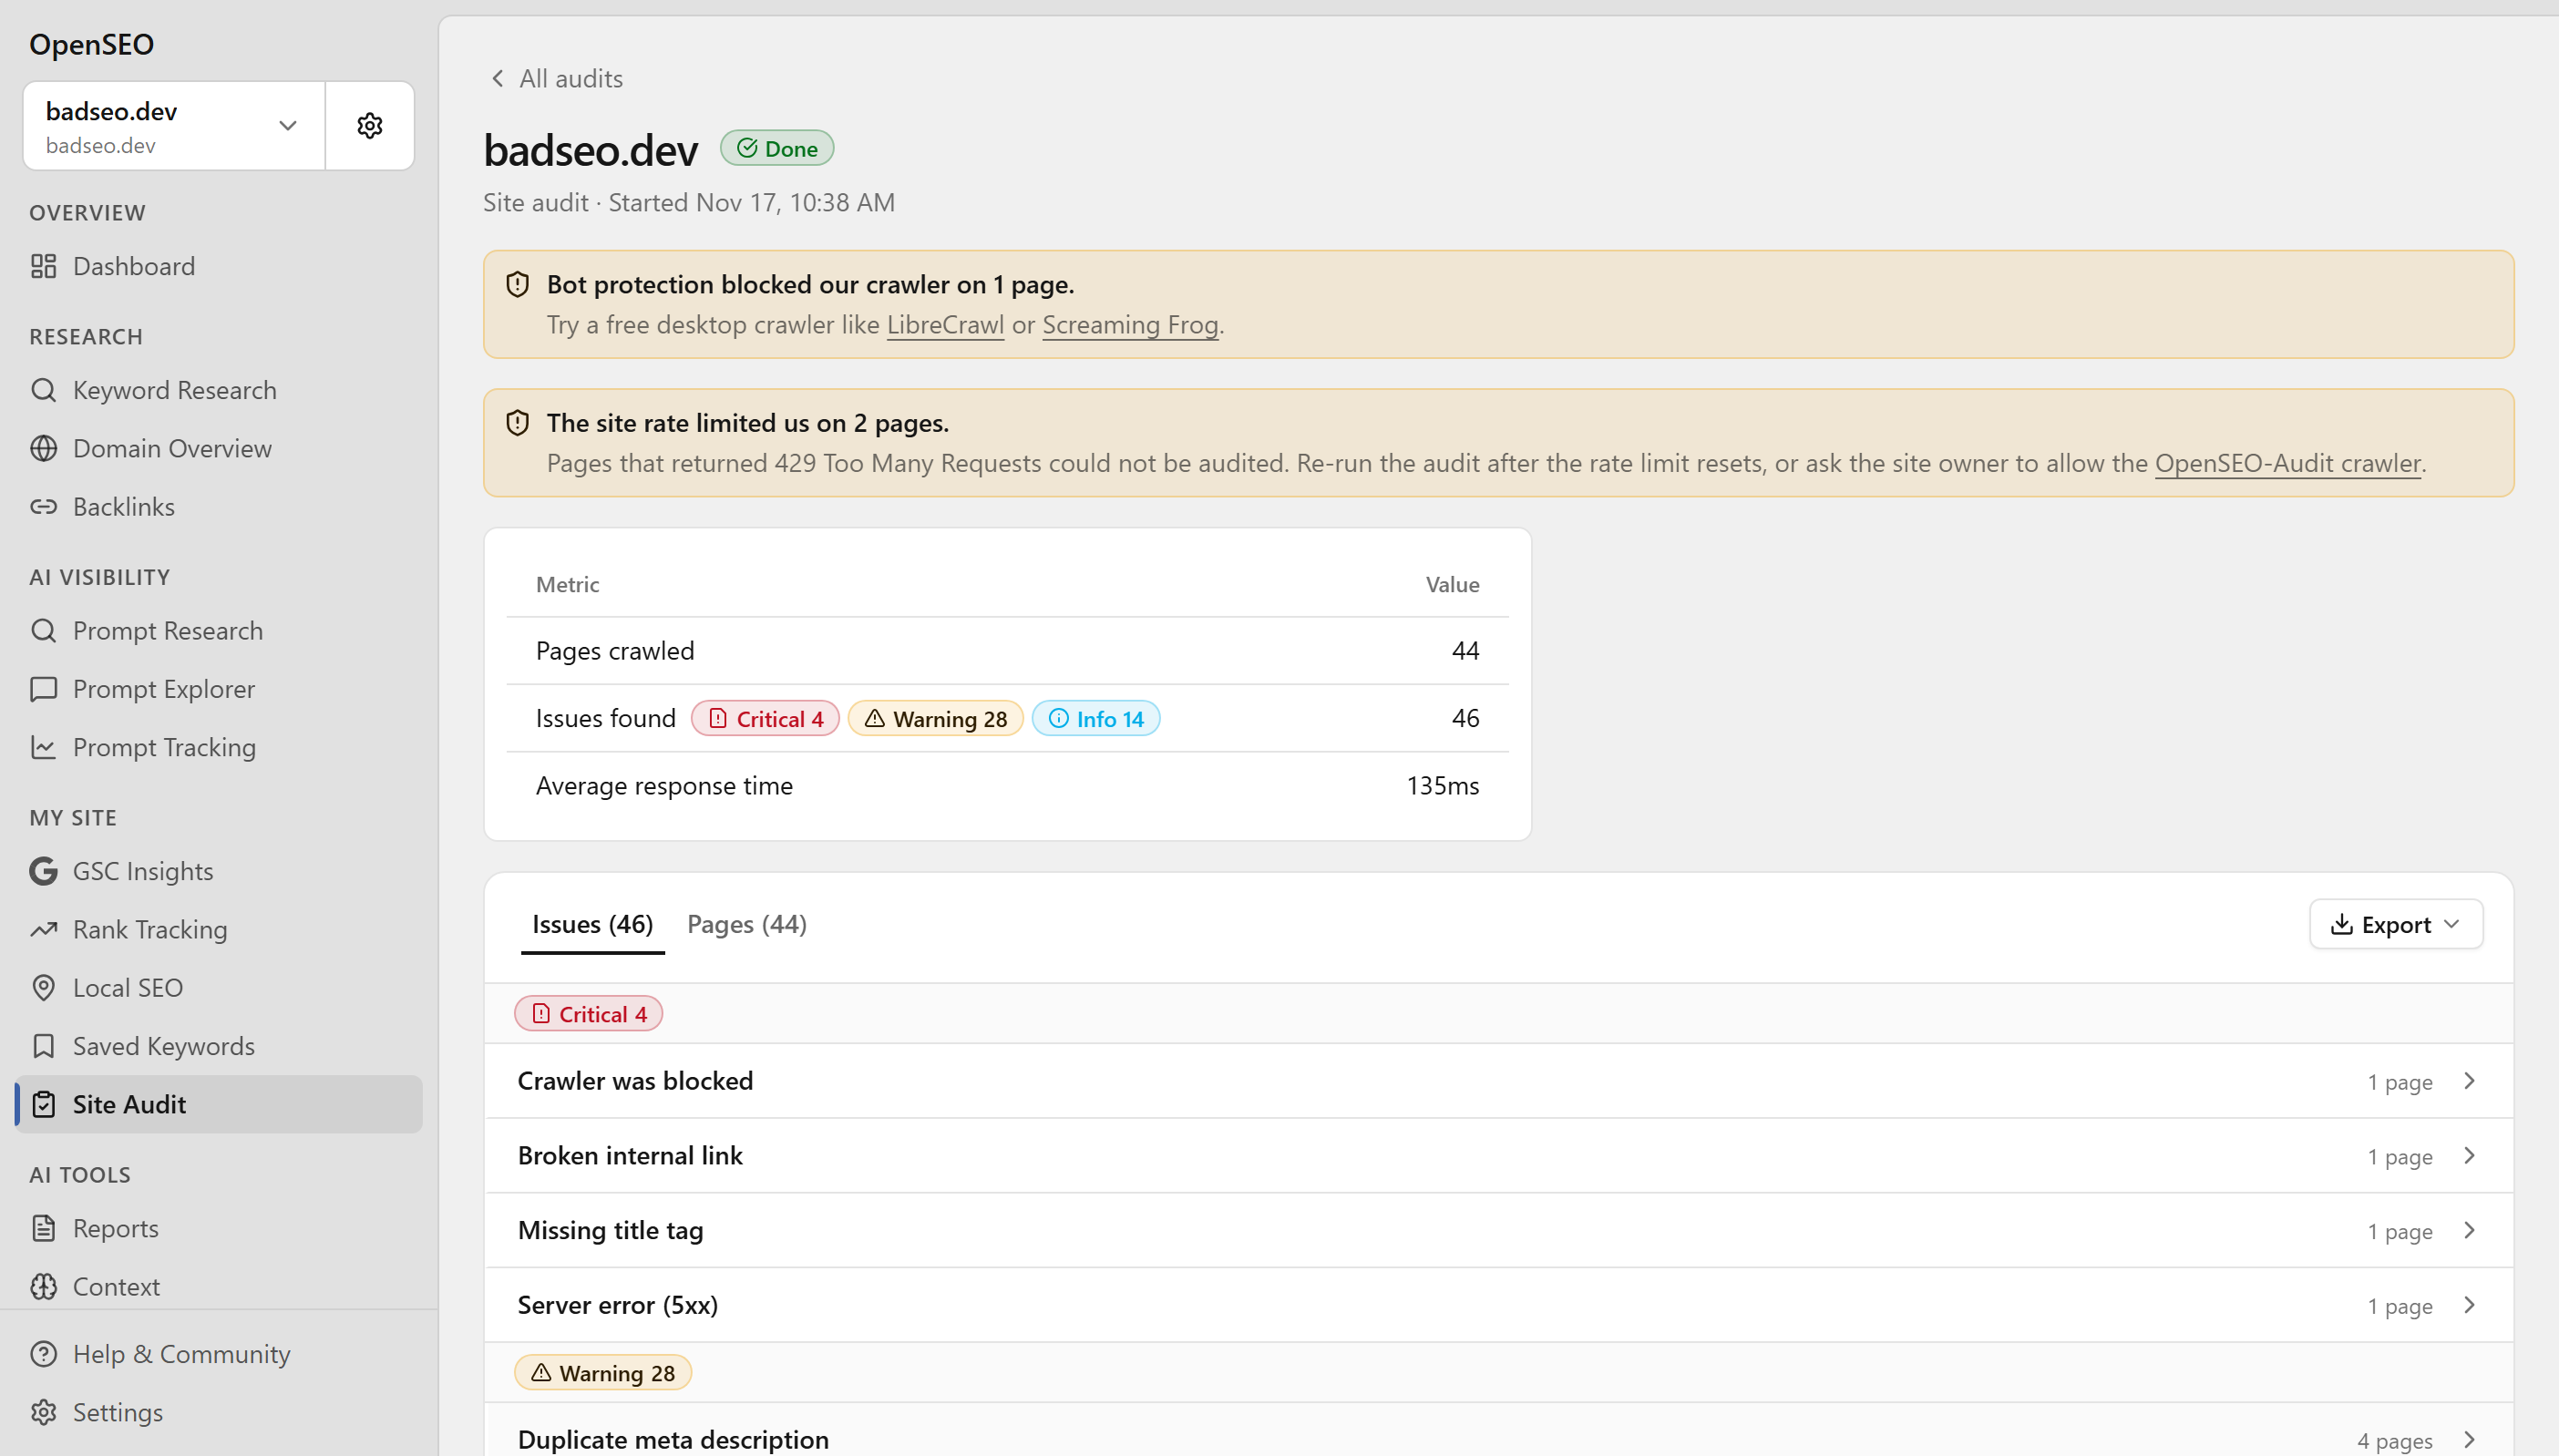 OpenSEO
badseo.dev
badseo.dev
OVERVIEW
Dashboard
RESEARCH
Keyword Research
Domain Overview
Backlinks
AI VISIBILITY
Prompt Research
Prompt Explorer
Prompt Tracking
MY SITE
GSC Insights
Rank Tracking
Local SEO
Saved Keywords
Site Audit
AI TOOLS
Reports
Context
Help & Community
Settings
All audits
badseo.dev Done
Site audit · Started Nov 17, 10:38 AM
Bot protection blocked our crawler on 1 page.
Try a free desktop crawler like LibreCrawl or Screaming Frog.
The site rate limited us on 2 pages.
Pages that returned 429 Too Many Requests could not be audited. Re-run the audit after the rate limit resets, or ask the site owner to allow the OpenSEO-Audit crawler.
Metric Value
Pages crawled 44
Issues found Critical 4 Warning 28 Info 14 46
Average response time 135ms
Issues (46) Pages (44) Export
Critical 4
Crawler was blocked 1 page
Broken internal link 1 page
Missing title tag 1 page
Server error (5xx) 1 page
Warning 28
Duplicate meta description 4 pages